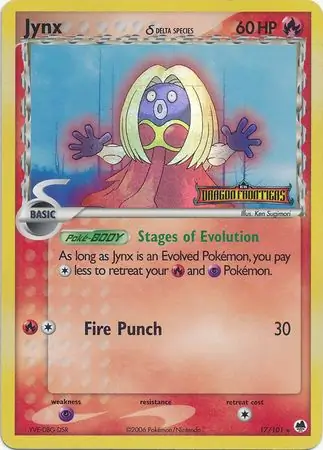 Jynx δ DELTA SPECIES 60 HP
EX
DRAGON FRONTIERS
Illus. Ken Sugimori
δ
BASIC
Poké-BODY Stages of Evolution
As long as Jynx is an Evolved Pokémon, you pay
less to retreat your and Pokémon.
Fire Punch 30
weakness resistance retreat cost
©2006 Pokémon/Nintendo 17/101 ★